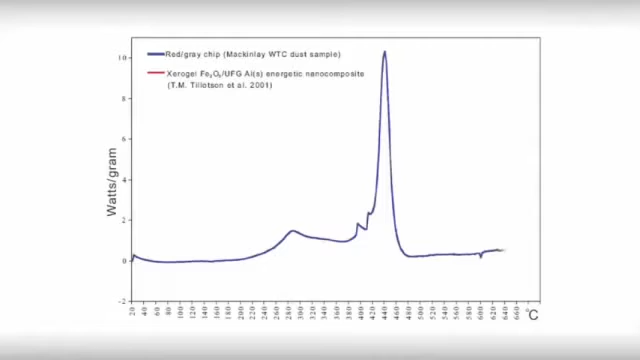 Red/gray chip (Mackinlay WTC dust sample)
Xerogel Fe₂O₃/UFG Al(s) energetic nanocomposite
(T.M. Tillotson et al. 2001)
Watts/gram
10
8
6
4
2
0
-2
20 40 60 80 100 120 140 160 180 200 220 240 260 280 300 320 340 360 380 400 420 440 460 480 500 520 540 560 580 600 620 640 660 °C